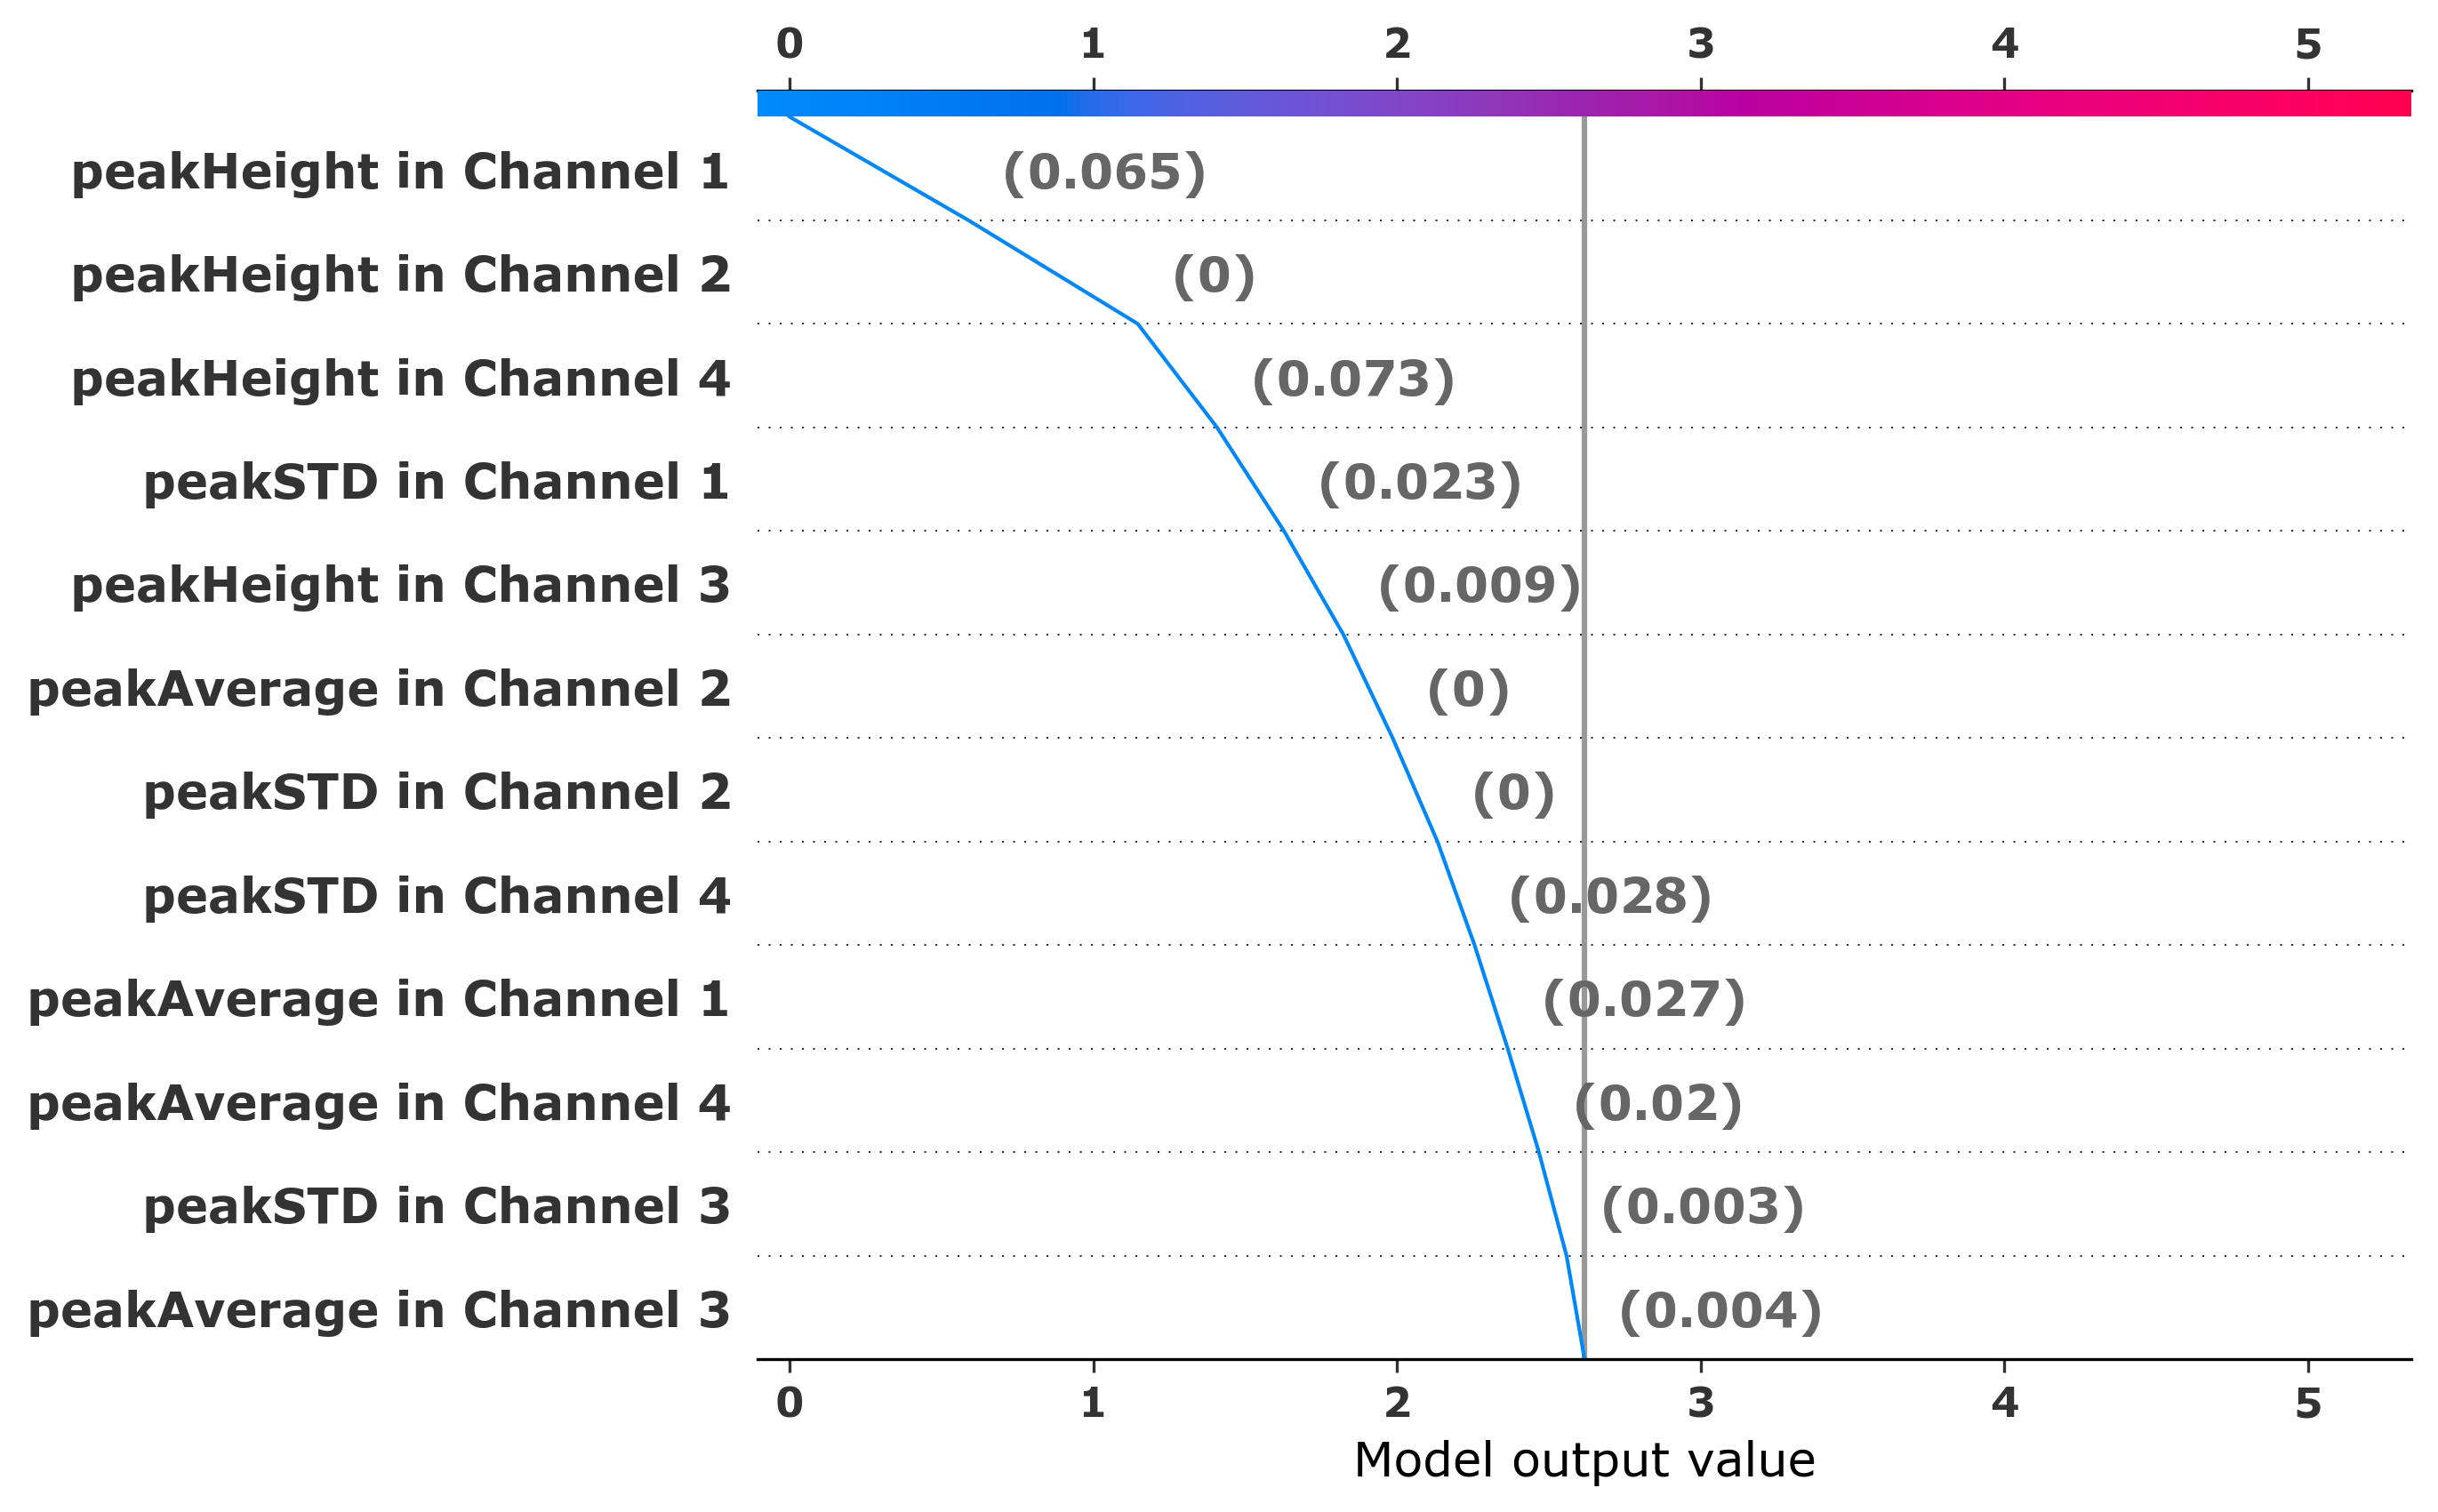 0 1 2 3 4 5
peakHeight in Channel 1 (0.065)
peakHeight in Channel 2 (0)
peakHeight in Channel 4 (0.073)
peakSTD in Channel 1 (0.023)
peakHeight in Channel 3 (0.009)
peakAverage in Channel 2 (0)
peakSTD in Channel 2 (0)
peakSTD in Channel 4 (0.028)
peakAverage in Channel 1 (0.027)
peakAverage in Channel 4 (0.02)
peakSTD in Channel 3 (0.003)
peakAverage in Channel 3 (0.004)
0 1 2 3 4 5
Model output value